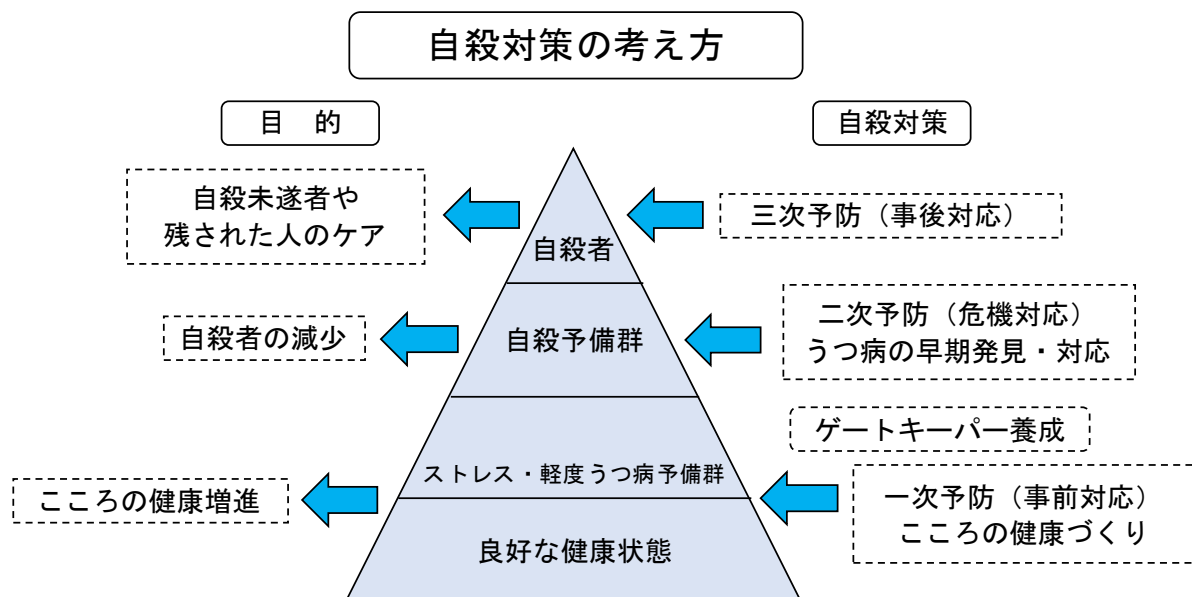 自殺対策の考え方
目　的
自殺対策
自殺未遂者や
残された人のケア
三次予防（事後対応）
自殺者
自殺者の減少
自殺予備群
二次予防（危機対応）
うつ病の早期発見・対応
ゲートキーパー養成
ストレス・軽度うつ病予備群
こころの健康増進
一次予防（事前対応）
こころの健康づくり
良好な健康状態